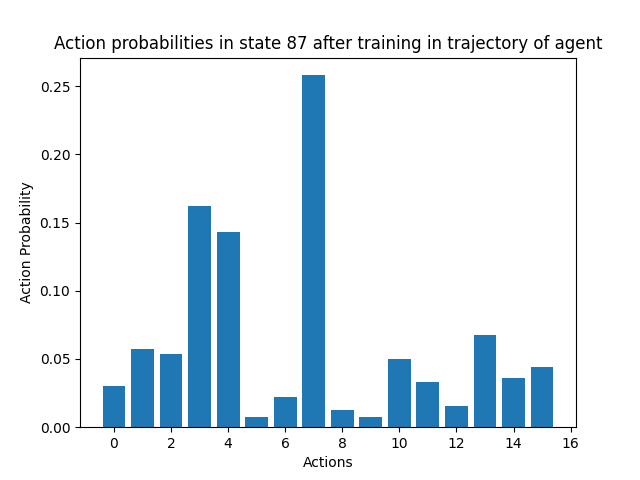 Action probabilities in state 87 after training in trajectory of agent
Action Probability
0.25
0.20
0.15
0.10
0.05
0.00
0 2 4 6 8 10 12 14 16
Actions